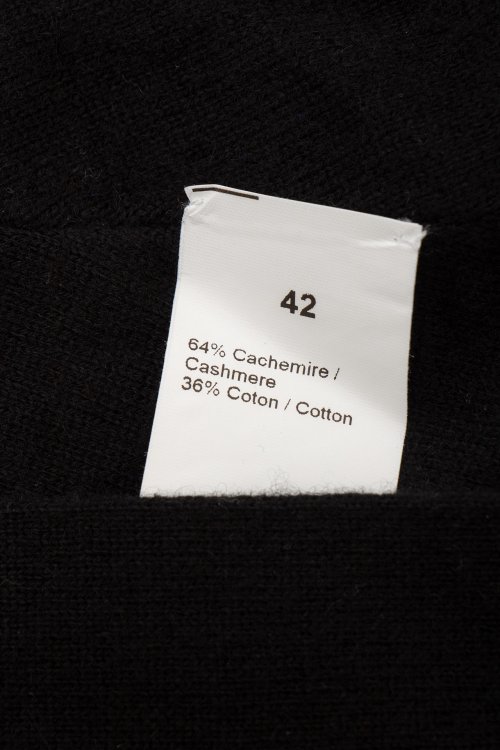 42
64% Cachemire /
Cashmere
36% Coton / Cotton